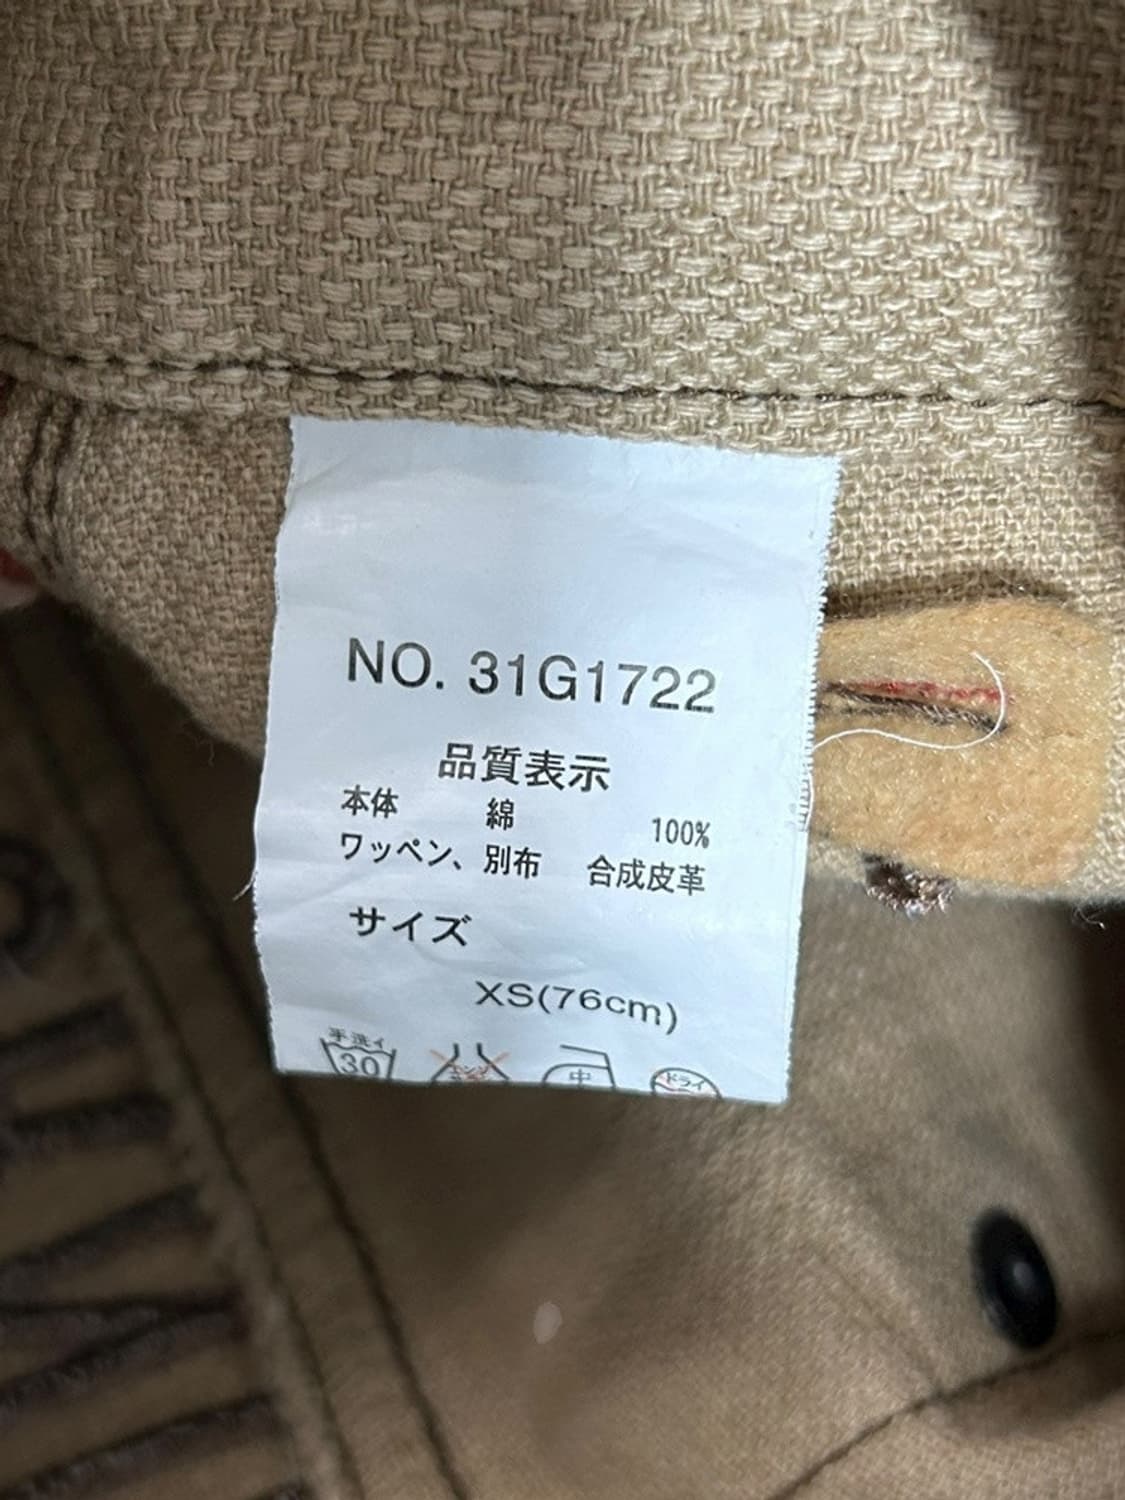 NO. 31G1722
品質表示
本体 綿 100%
ワッペン、別布 合成皮革
サイズ
XS(76cm)
手洗イ
30 中 ドライ